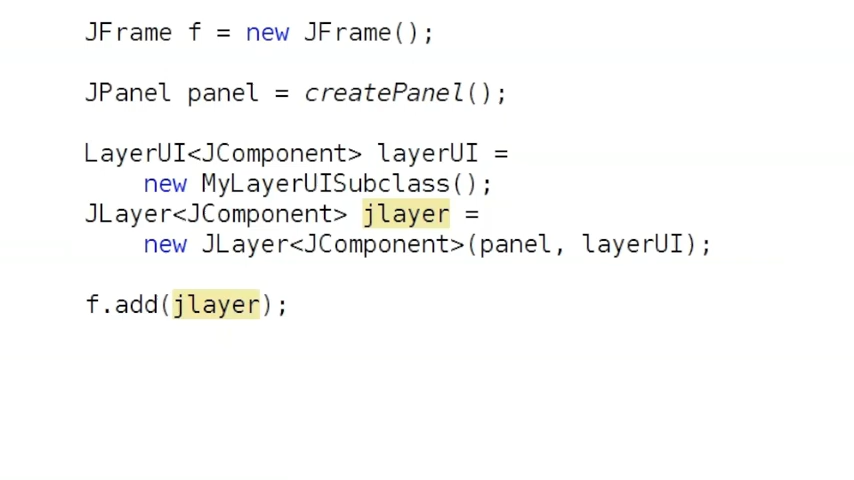 JFrame f = new JFrame();
JPanel panel = createPanel();
LayerUI<JComponent> layerUI =
new MyLayerUISubclass();
JLayer<JComponent> jlayer =
new JLayer<JComponent>(panel, layerUI);
f.add(jlayer);